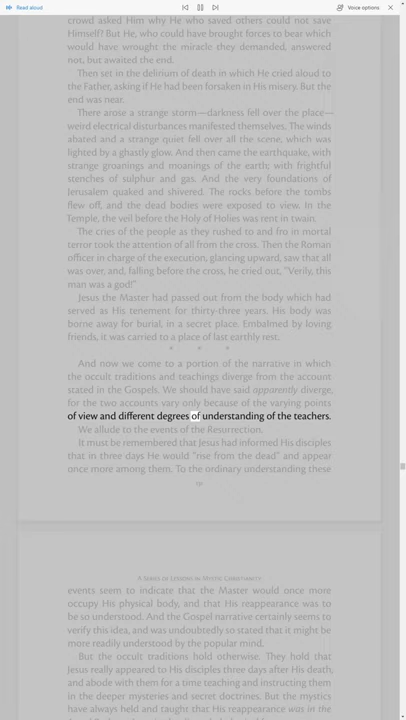 Read aloud
Voice options
crowd asked Him why He who saved others could not save
Himself? But He, who could have brought forces to bear which
would have wrought the miracle they demanded, answered
not, but awaited the end.
Then set in the delirium of death in which He cried aloud to
the Father, asking if He had been forsaken in His misery. But the
end was near.
There arose a strange storm—darkness fell over the place—
weird electrical disturbances manifested themselves. The winds
abated and a strange quiet fell over all the scene, which was
lighted by a ghastly glow. And then came the earthquake, with
strange groanings and moanings of the earth; with frightful
stenches of sulphur and gas. And the very foundations of
Jerusalem quaked and shivered. The rocks before the tombs
flew off, and the dead bodies were exposed to view. In the
Temple, the veil before the Holy of Holies was rent in twain.
The cries of the people as they rushed to and fro in mortal
terror took the attention of all from the cross. Then the Roman
officer in charge of the execution, glancing upward, saw that all
was over, and, falling before the cross, he cried out, "Verily, this
man was a god!"
Jesus the Master had passed out from the body which had
served as His tenement for thirty-three years. His body was
borne away for burial, in a secret place. Embalmed by loving
friends, it was carried to a place of last earthly rest.
* * *
And now we come to a portion of the narrative in which
the occult traditions and teachings diverge from the account
stated in the Gospels. We should have said apparently diverge,
for the two accounts vary only because of the varying points
of view and different degrees of understanding of the teachers.
We allude to the events of the Resurrection.
It must be remembered that Jesus had informed His disciples
that in three days He would "rise from the dead" and appear
once more among them. To the ordinary understanding these
A Series of Lessons in Mystic Christianity
events seem to indicate that the Master would once more
occupy His physical body, and that His reappearance was to
be so understood. And the Gospel narrative certainly seems to
verify this idea, and was undoubtedly so stated that it might be
more readily understood by the popular mind.
But the occult traditions hold otherwise. They hold that
Jesus really appeared to His disciples three days after His death,
and abode with them for a time teaching and instructing them
in the deeper mysteries and secret doctrines. But the mystics
have always held and taught that His reappearance was in the